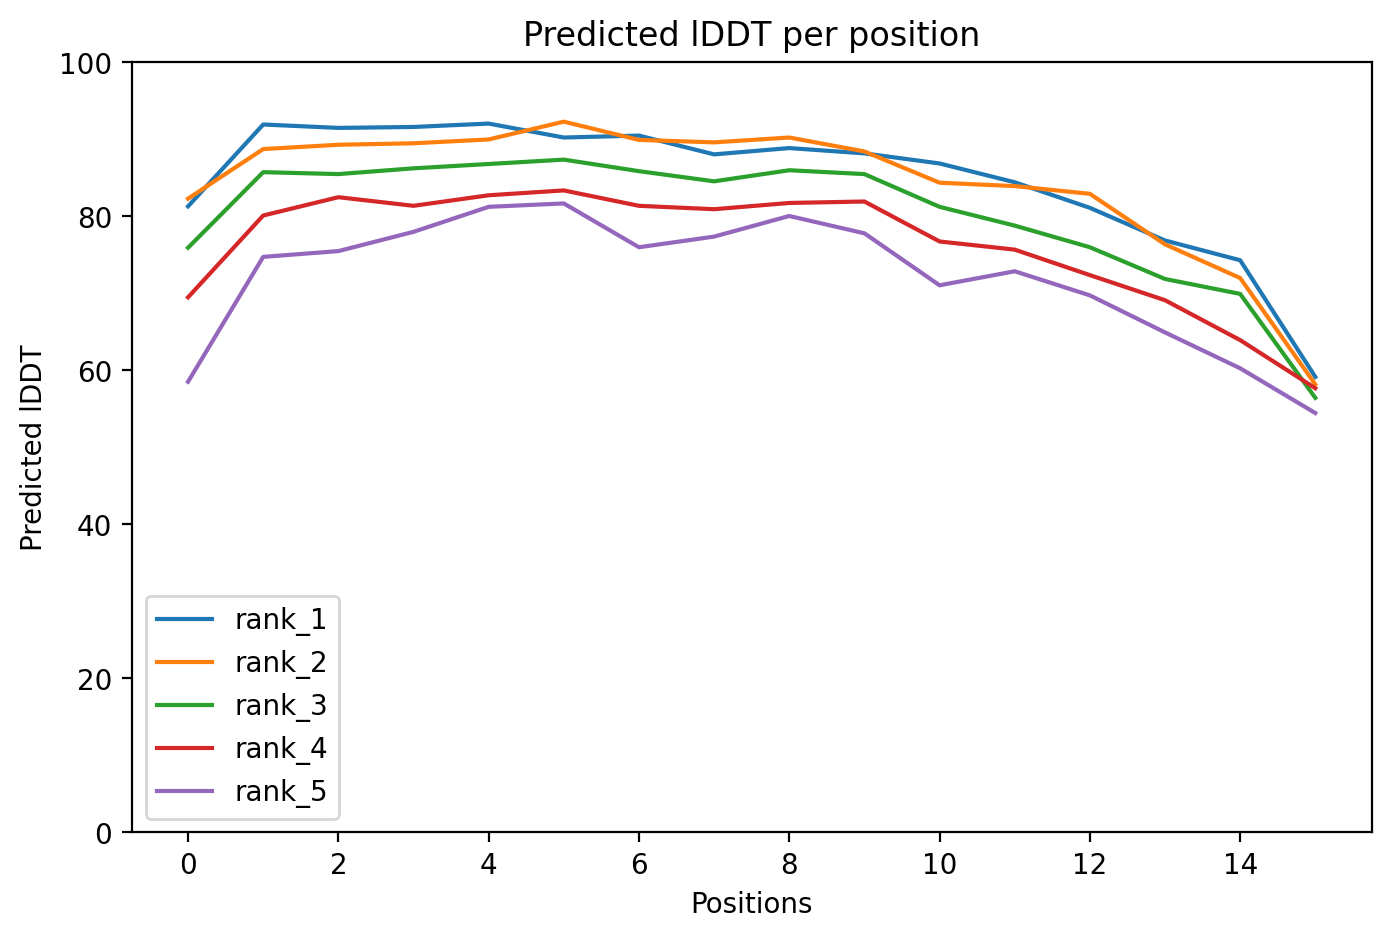 Predicted lDDT per position
100
80
60
40
20
0
Predicted lDDT
rank_1
rank_2
rank_3
rank_4
rank_5
0 2 4 6 8 10 12 14
Positions